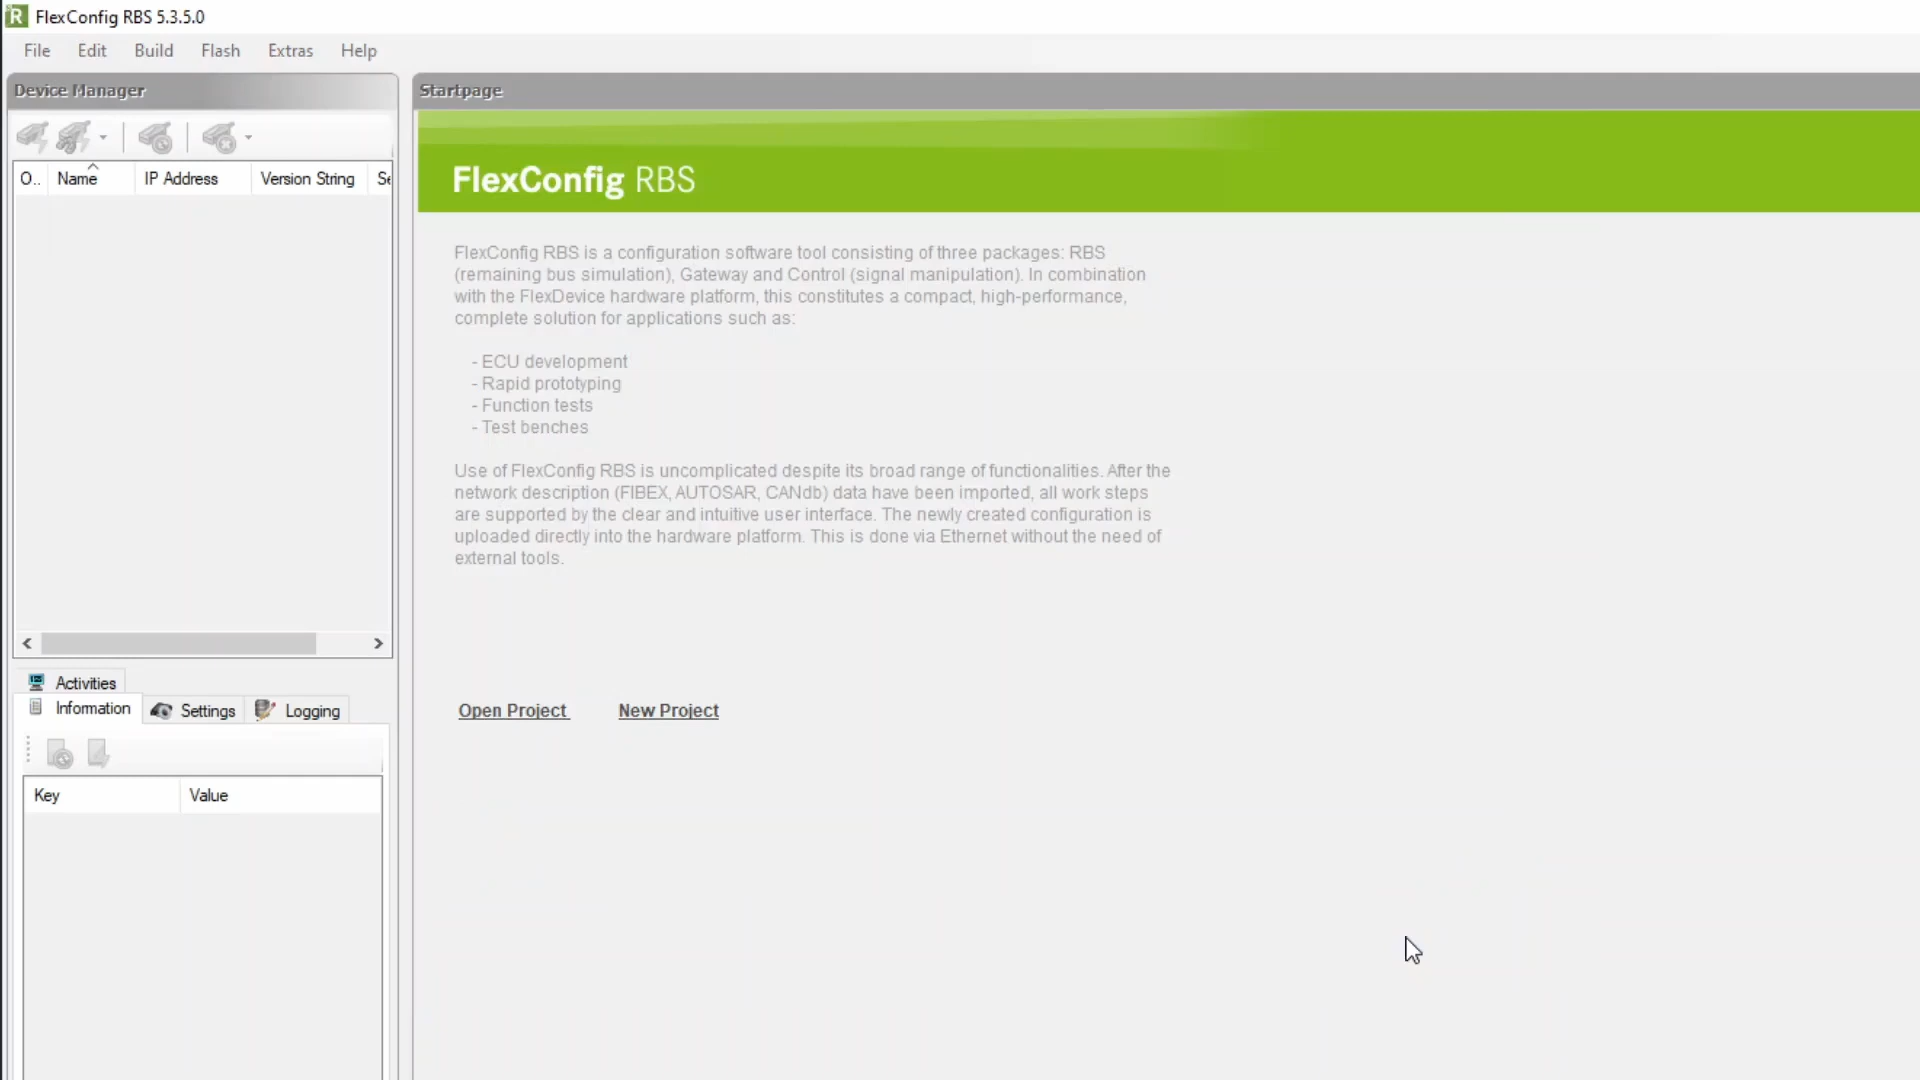 FlexConfig RBS 5.3.5.0
File Edit Build Flash Extras Help
Device Manager
O.. Name IP Address Version String Se
Activities
Information Settings Logging
Key Value
Startpage
FlexConfig RBS
FlexConfig RBS is a configuration software tool consisting of three packages: RBS
(remaining bus simulation), Gateway and Control (signal manipulation). In combination
with the FlexDevice hardware platform, this constitutes a compact, high-performance,
complete solution for applications such as:
- ECU development
- Rapid prototyping
- Function tests
- Test benches
Use of FlexConfig RBS is uncomplicated despite its broad range of functionalities. After the
network description (FIBEX, AUTOSAR, CANdb) data have been imported, all work steps
are supported by the clear and intuitive user interface. The newly created configuration is
uploaded directly into the hardware platform. This is done via Ethernet without the need of
external tools.
Open Project New Project